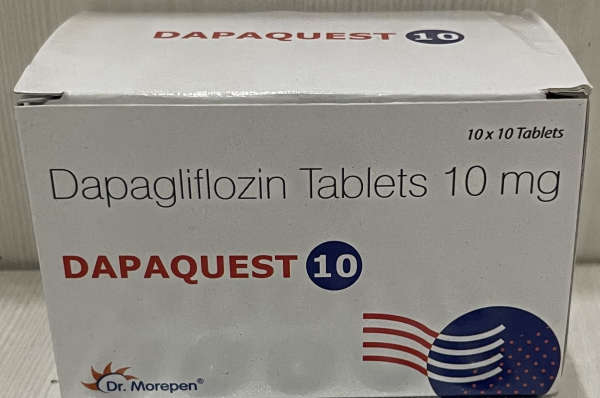 DAPAQUEST 10
10 x 10 Tablets
Dapagliflozin Tablets 10 mg
DAPAQUEST 10
Dr. Morepen®